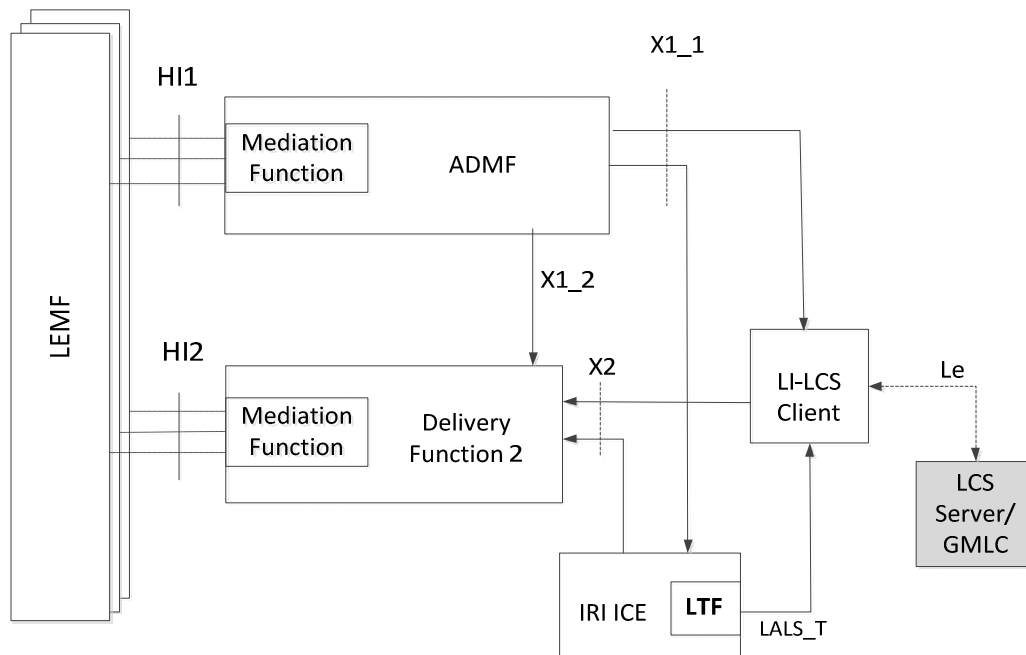 X1_1
HI1
Mediation
Function
ADMF
LEMF
X1_2
HI2
X2
Mediation
Function
Delivery
Function 2
LI-LCS
Client
Le
LCS
Server/
GMLC
IRI ICE
LTF
LALS_T